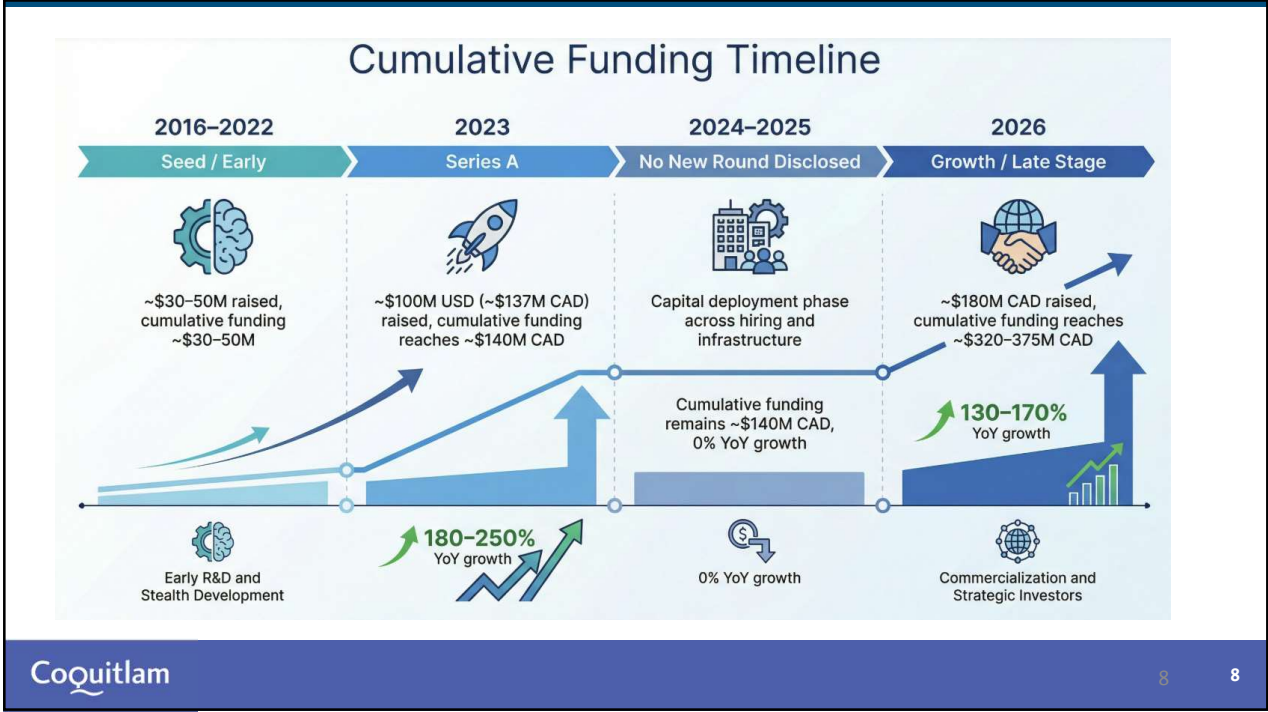 Cumulative Funding Timeline
2016–2022
Seed / Early
~$30–50M raised,
cumulative funding
~$30–50M
Early R&D and
Stealth Development
2023
Series A
~$100M USD (~$137M CAD)
raised, cumulative funding
reaches ~$140M CAD
180–250%
YoY growth
2024–2025
No New Round Disclosed
Capital deployment phase
across hiring and
infrastructure
Cumulative funding
remains ~$140M CAD,
0% YoY growth
$
0% YoY growth
2026
Growth / Late Stage
~$180M CAD raised,
cumulative funding reaches
~$320–375M CAD
130–170%
YoY growth
Commercialization and
Strategic Investors
Coquitlam
8
8